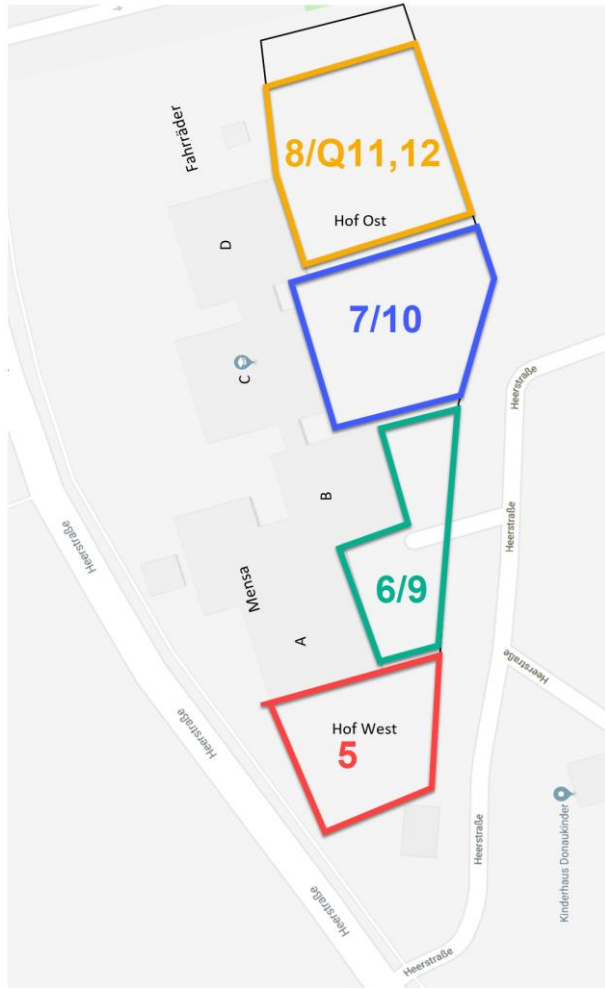 Fahrräder
8/Q11,12
Hof Ost
D
7/10
C
Heerstraße
B
Heerstraße
Heerstraße
Mensa
6/9
A
Heerstraße
Hof West
5
Heerstraße
Heerstraße
Kinderhaus Donaukinder
Heerstraße
Heerstraße